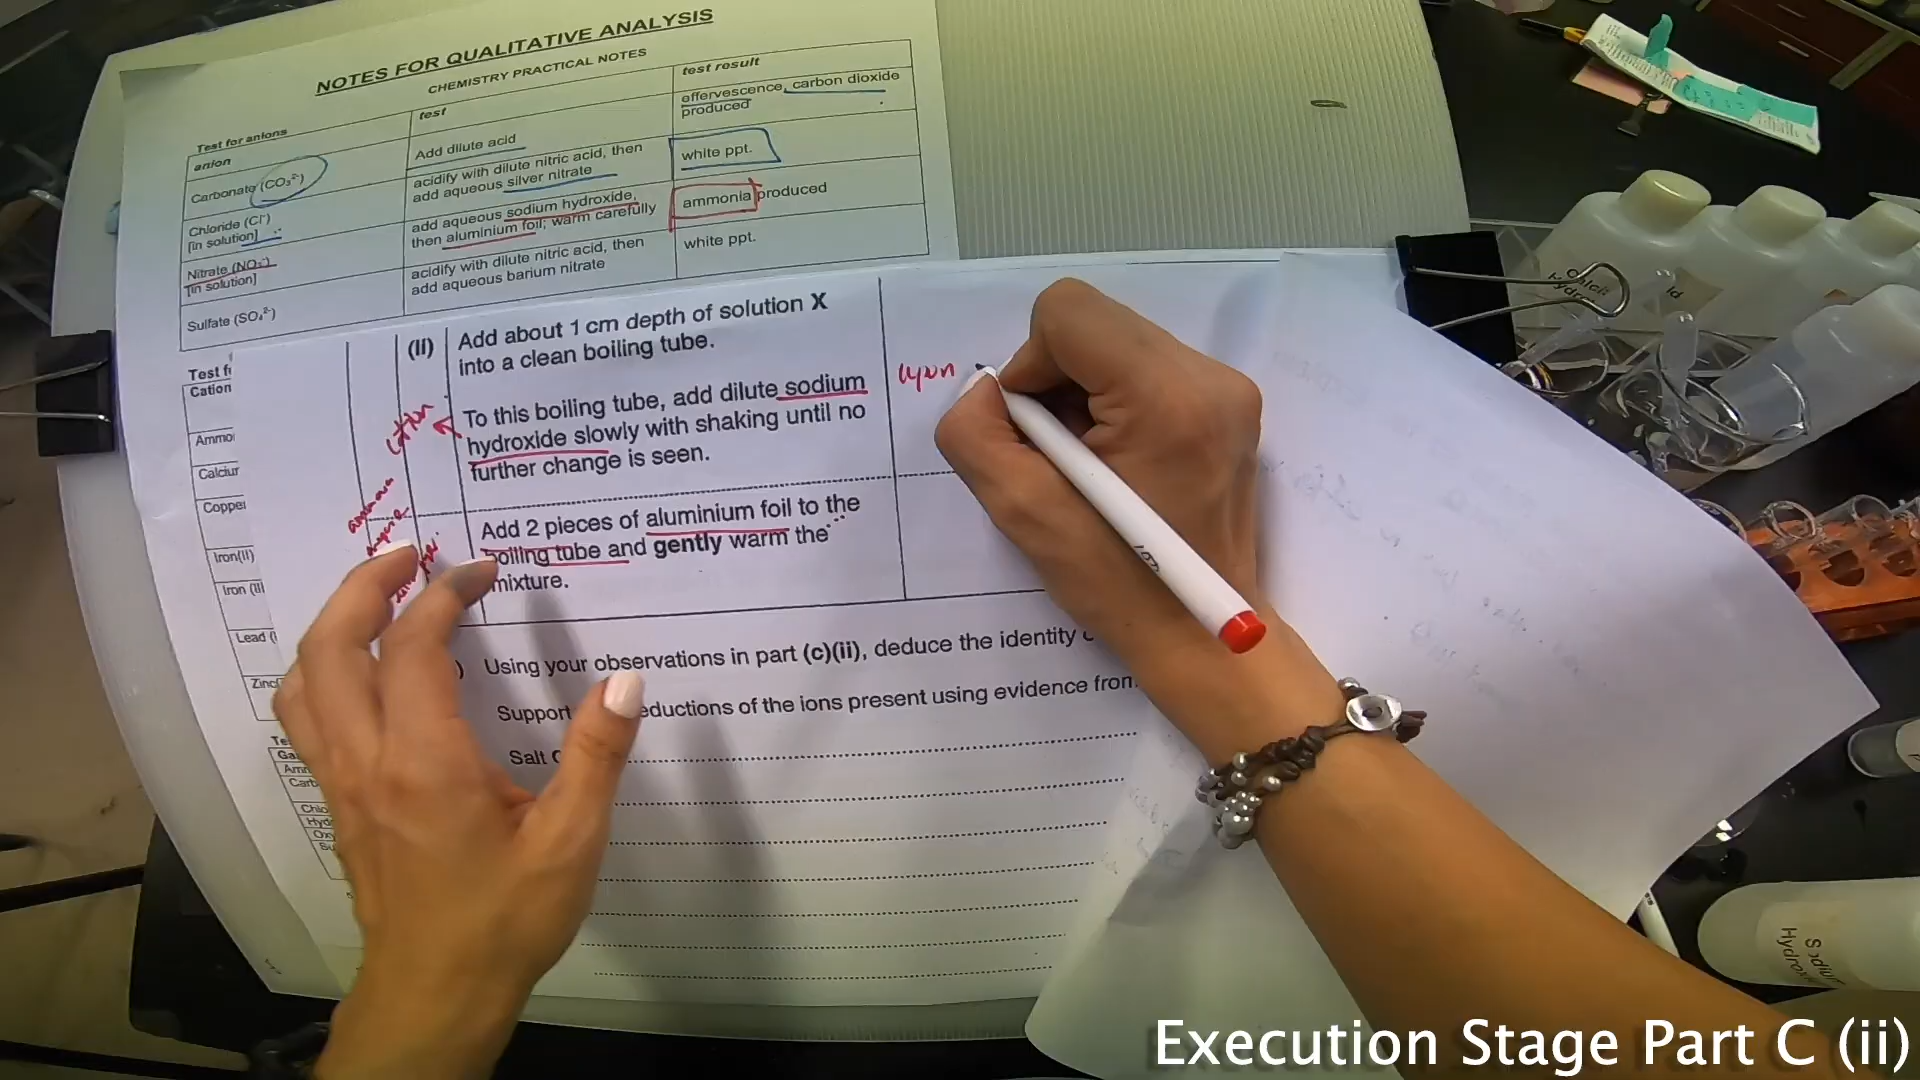 NOTES FOR QUALITATIVE ANALYSIS
CHEMISTRY PRACTICAL NOTES
Test for anions
anion
test
test result
Carbonate (CO₃²⁻)
Add dilute acid
effervescence, carbon dioxide
produced
Chloride (Cl⁻)
[in solution]
acidify with dilute nitric acid, then
add aqueous silver nitrate
white ppt.
Nitrate (NO₃⁻)
[in solution]
add aqueous sodium hydroxide,
then aluminium foil; warm carefully
ammonia produced
Sulfate (SO₄²⁻)
acidify with dilute nitric acid, then
add aqueous barium nitrate
white ppt.
Cation
Iron(II)
Lead
(ii)
Add about 1 cm depth of solution X
into a clean boiling tube.
To this boiling tube, add dilute sodium
hydroxide slowly with shaking until no
further change is seen.
cation
upon
Add 2 pieces of aluminium foil to the
boiling tube and gently warm the
mixture.
Using your observations in part (c)(ii), deduce the identity
Support
deductions of the ions present using evidence from
Salt
Sodium
Execution Stage Part C (ii)